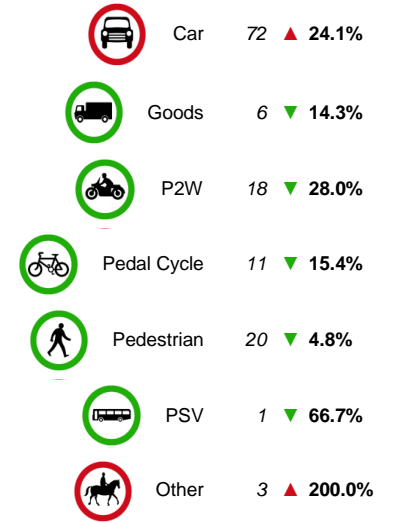 Car 72 ▲ 24.1%
Goods 6 ▼ 14.3%
P2W 18 ▼ 28.0%
Pedal Cycle 11 ▼ 15.4%
Pedestrian 20 ▼ 4.8%
PSV 1 ▼ 66.7%
Other 3 ▲ 200.0%